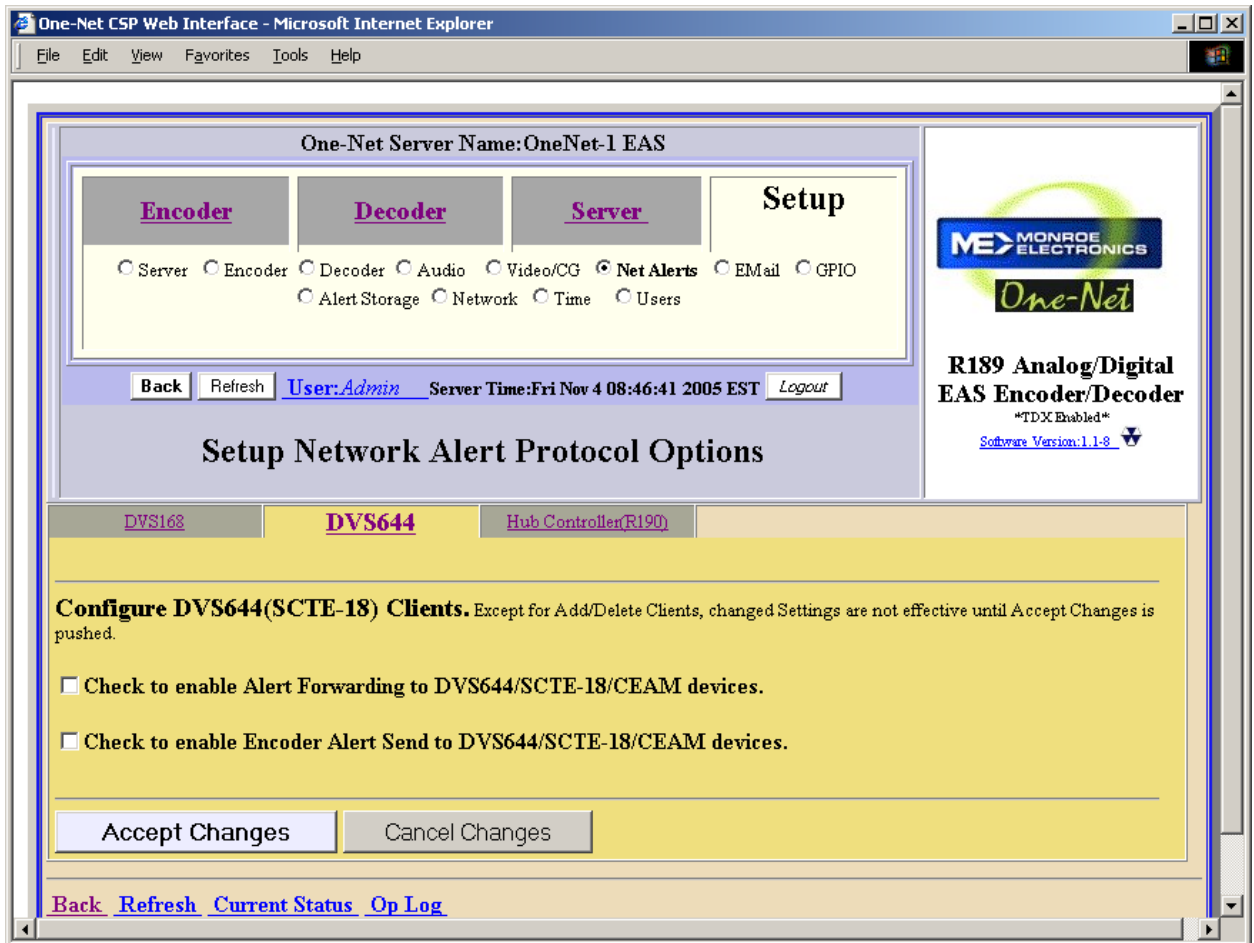 One-Net CSP Web Interface - Microsoft Internet Explorer
File Edit View Favorites Tools Help
One-Net Server Name:OneNet-1 EAS
Encoder Decoder Server Setup
Server Encoder Decoder Audio Video/CG Net Alerts EMail GPIO
Alert Storage Network Time Users
Back Refresh User:Admin Server Time:Fri Nov 4 08:46:41 2005 EST Logout
Setup Network Alert Protocol Options
ME MONROE
ELECTRONICS
One-Net
R189 Analog/Digital
EAS Encoder/Decoder
*TDX Enabled*
Software Version:1.1-8
DVS168 DVS644 Hub Controller(R190)
Configure DVS644(SCTE-18) Clients. Except for Add/Delete Clients, changed Settings are not effective until Accept Changes is
pushed.
Check to enable Alert Forwarding to DVS644/SCTE-18/CEAM devices.
Check to enable Encoder Alert Send to DVS644/SCTE-18/CEAM devices.
Accept Changes Cancel Changes
Back Refresh Current Status Op Log